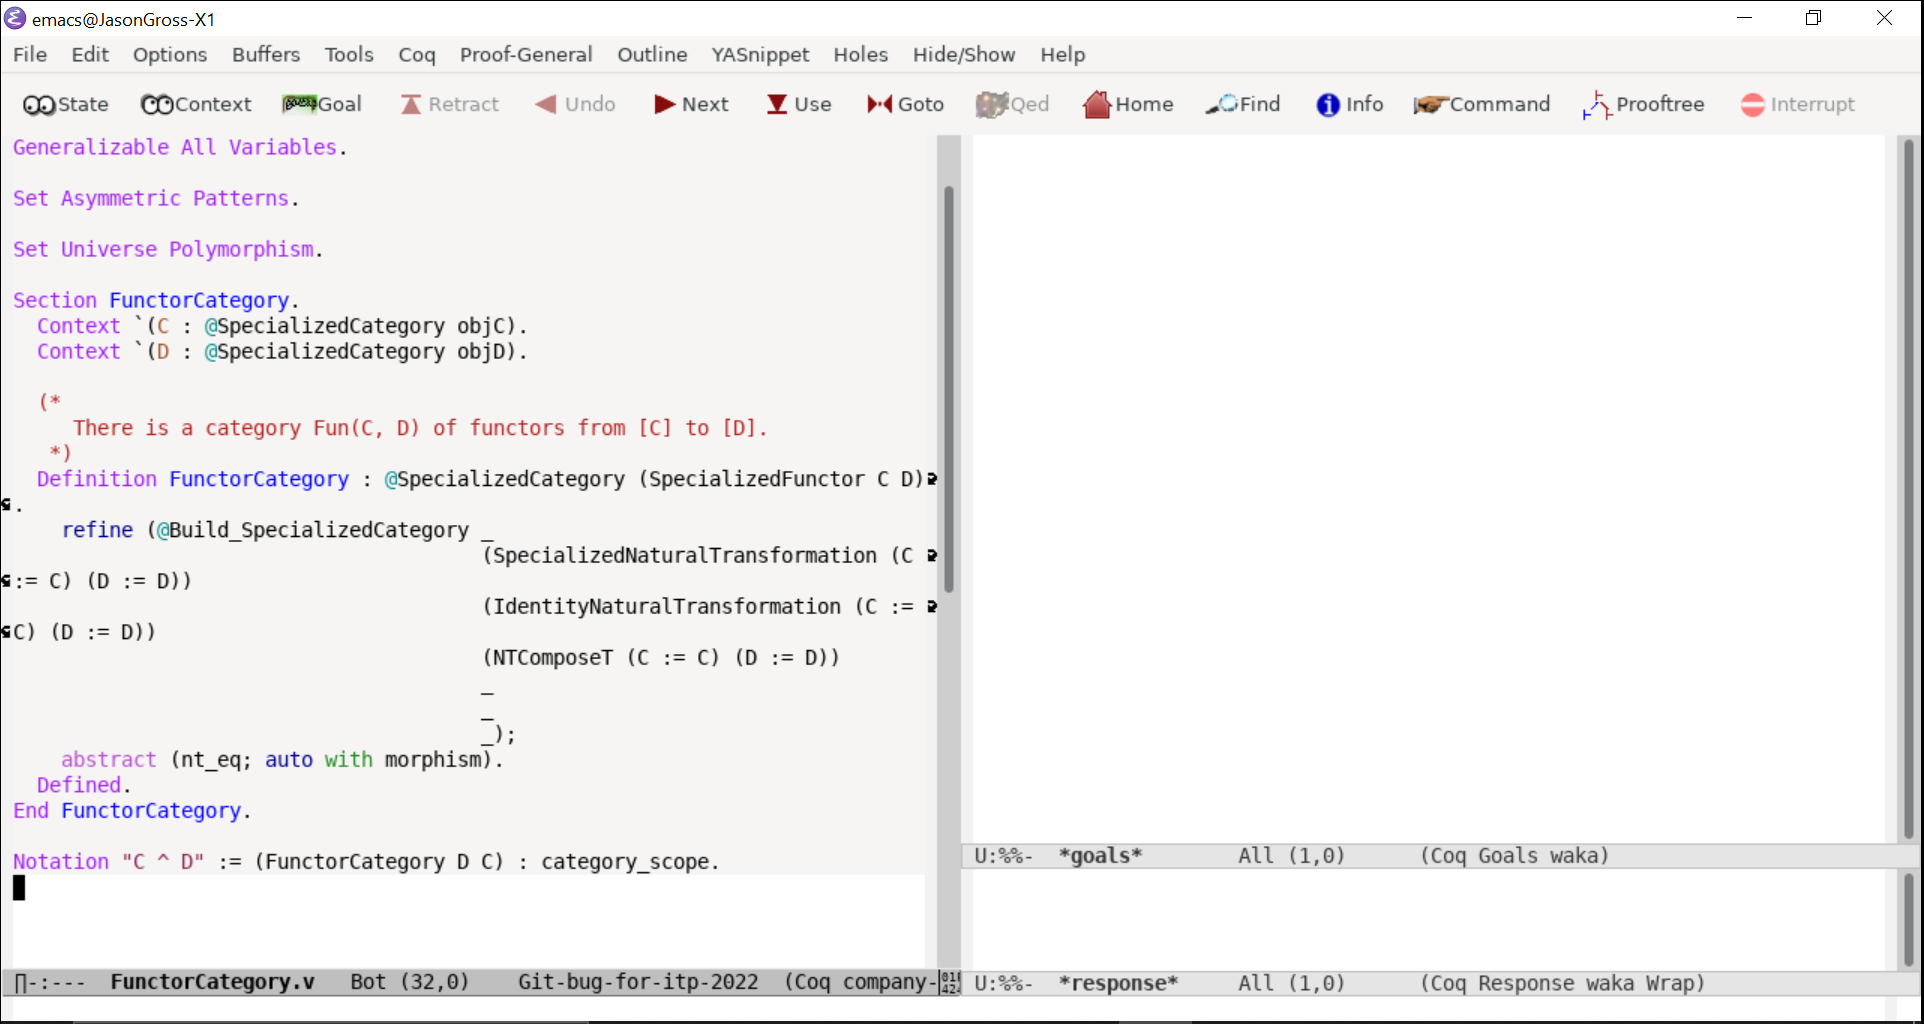 emacs@JasonGross-X1
File Edit Options Buffers Tools Coq Proof-General Outline YASnippet Holes Hide/Show Help
State Context Goal Retract Undo Next Use Goto Qed Home Find Info Command Prooftree Interrupt
Generalizable All Variables.
Set Asymmetric Patterns.
Set Universe Polymorphism.
Section FunctorCategory.
Context `(C : @SpecializedCategory objC).
Context `(D : @SpecializedCategory objD).
(*
There is a category Fun(C, D) of functors from [C] to [D].
*)
Definition FunctorCategory : @SpecializedCategory (SpecializedFunctor C D)
.
refine (@Build_SpecializedCategory _
(SpecializedNaturalTransformation (C
:= C) (D := D))
(IdentityNaturalTransformation (C :=
C) (D := D))
(NTComposeT (C := C) (D := D))
_
_
_);
abstract (nt_eq; auto with morphism).
Defined.
End FunctorCategory.
Notation "C ^ D" := (FunctorCategory D C) : category_scope.
-:--- FunctorCategory.v Bot (32,0) Git-bug-for-itp-2022 (Coq company-
U:%%- *goals* All (1,0) (Coq Goals waka)
U:%%- *response* All (1,0) (Coq Response waka Wrap)